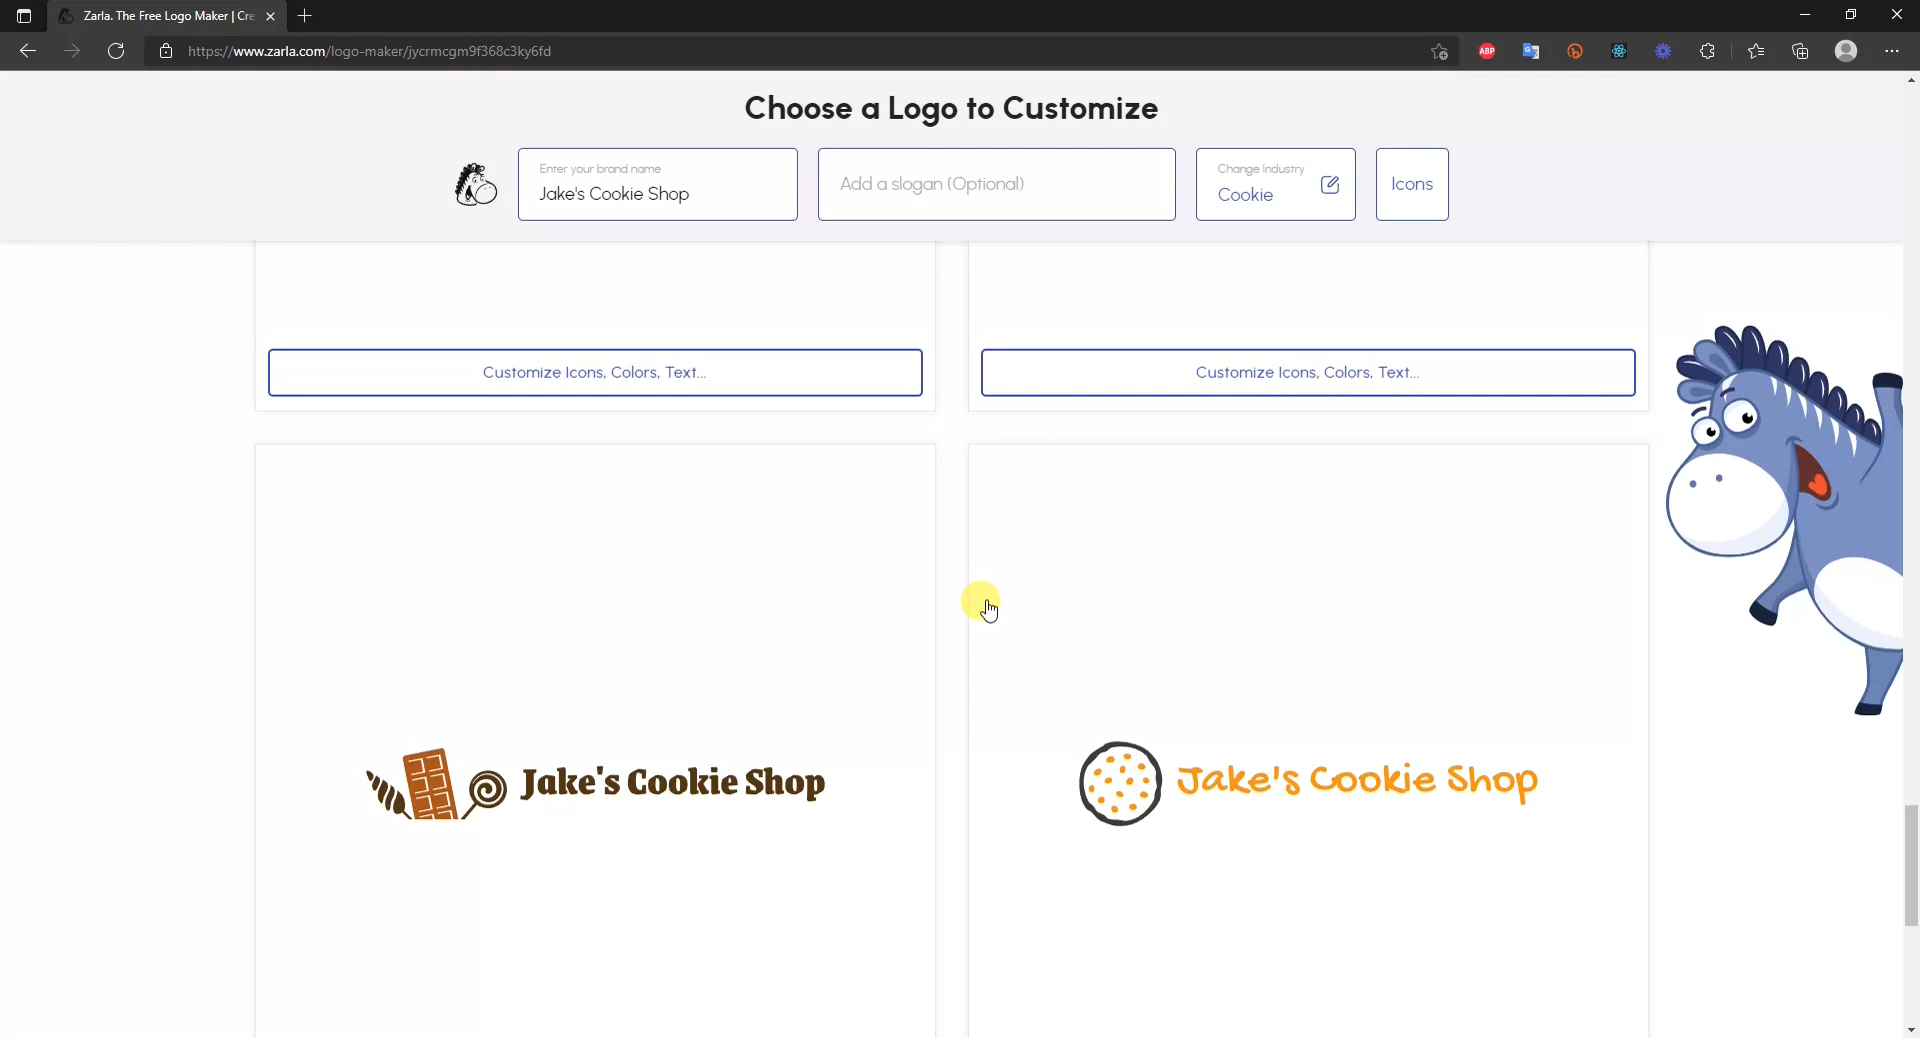 Zarla. The Free Logo Maker | Cre
https://www.zarla.com/logo-maker/jycrmcgm9f368c3ky6fd
ABP
Choose a Logo to Customize
Enter your brand name
Jake's Cookie Shop
Add a slogan (Optional)
Change Industry
Cookie
Icons
Customize Icons, Colors, Text...
Customize Icons, Colors, Text...
Jake's Cookie Shop
Jake's Cookie Shop